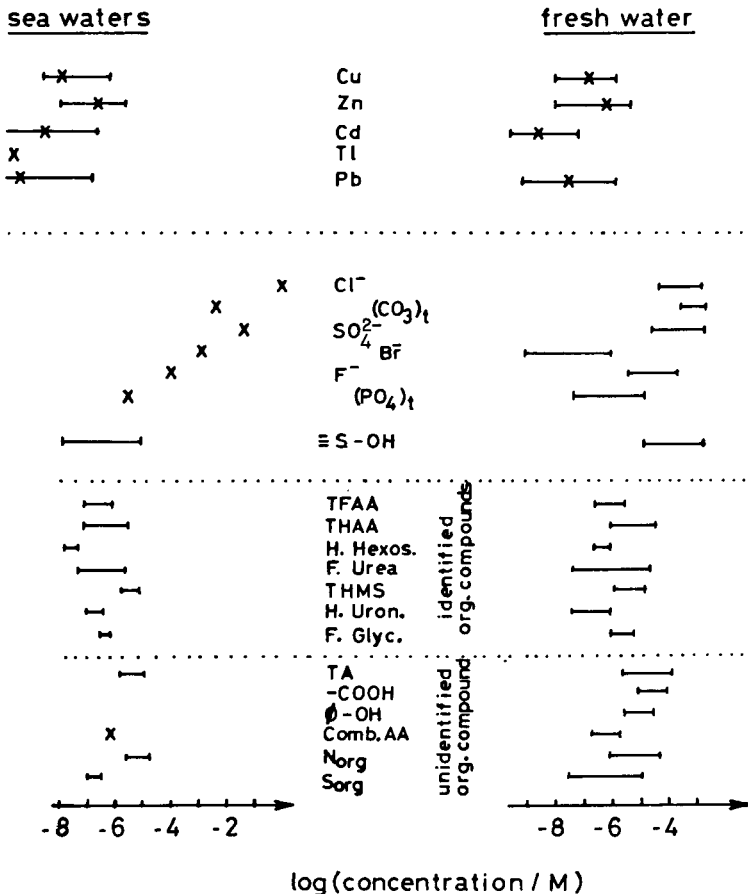 sea waters
fresh water
Cu
Zn
Cd
Tl
Pb
Cl⁻
(CO₃)ₜ
SO₄²⁻
Br⁻
F⁻
(PO₄)ₜ
≡S-OH
TFAA
THAA
H. Hexos.
F. Urea
THMS
H. Uron.
F. Glyc.
identified
org. compounds
TA
-COOH
ϕ-OH
Comb. AA
Norg
Sorg
unidentified
org. compound
-8 -6 -4 -2
-8 -6 -4
log (concentration / M)